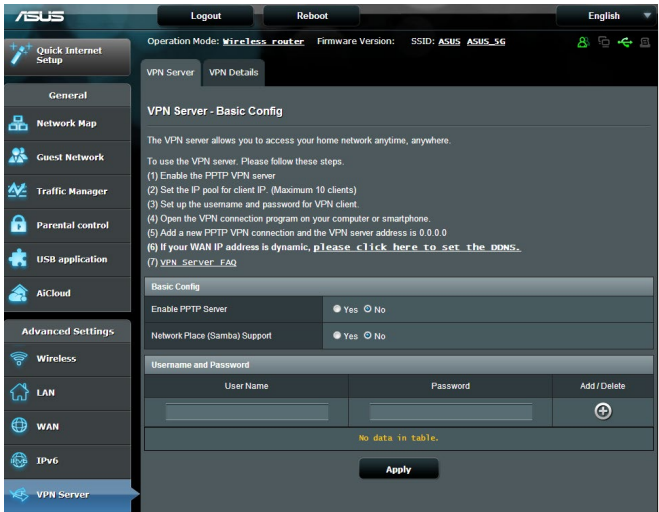 ASUS
Logout
Reboot
English
Quick Internet
Setup
Operation Mode: Wireless router Firmware Version: SSID: ASUS ASUS_5G
VPN Server
VPN Details
General
Network Map
Guest Network
Traffic Manager
Parental control
USB application
AiCloud
Advanced Settings
Wireless
LAN
WAN
IPv6
VPN Server
VPN Server - Basic Config
The VPN server allows you to access your home network anytime, anywhere.
To use the VPN server. Please follow these steps.
(1) Enable the PPTP VPN server
(2) Set the IP pool for client IP. (Maximum 10 clients)
(3) Set up the username and password for VPN client.
(4) Open the VPN connection program on your computer or smartphone.
(5) Add a new PPTP VPN connection and the VPN server address is 0.0.0.0
(6) If your WAN IP address is dynamic, please click here to set the DDNS.
(7) VPN Server FAQ
Basic Config
Enable PPTP Server Yes No
Network Place (Samba) Support Yes No
Username and Password
User Name Password Add / Delete
No data in table.
Apply